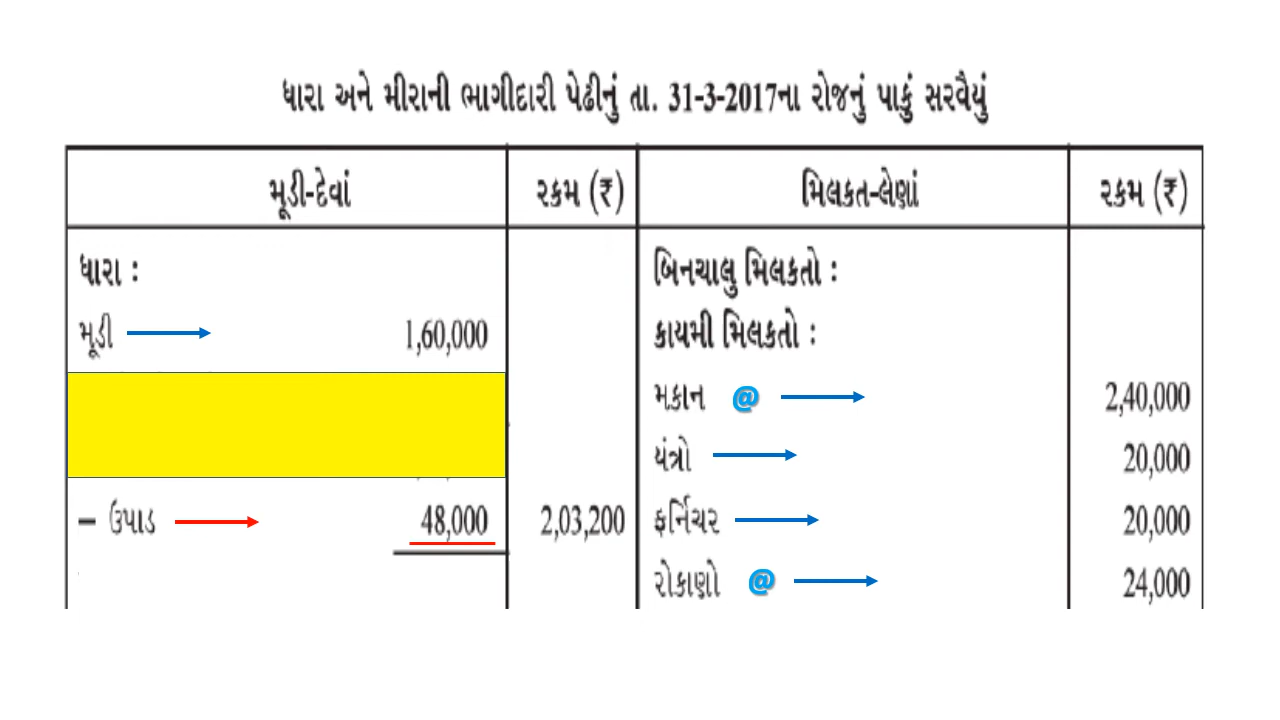 ધારા અને મીરાની ભાગીદારી પેઢીનું તા. 31-3-2017ના રોજનું પાકું સરવૈયું
મૂડી-દેવાં રકમ (₹) મિલકત-લેણાં રકમ (₹)
ધારા : બિનચાલુ મિલકતો :
મૂડી 1,60,000 કાયમી મિલકતો :
મકાન @ 2,40,000
યંત્રો 20,000
– ઉપાડ 48,000 2,03,200 ફર્નિચર 20,000
રોકાણો @ 24,000